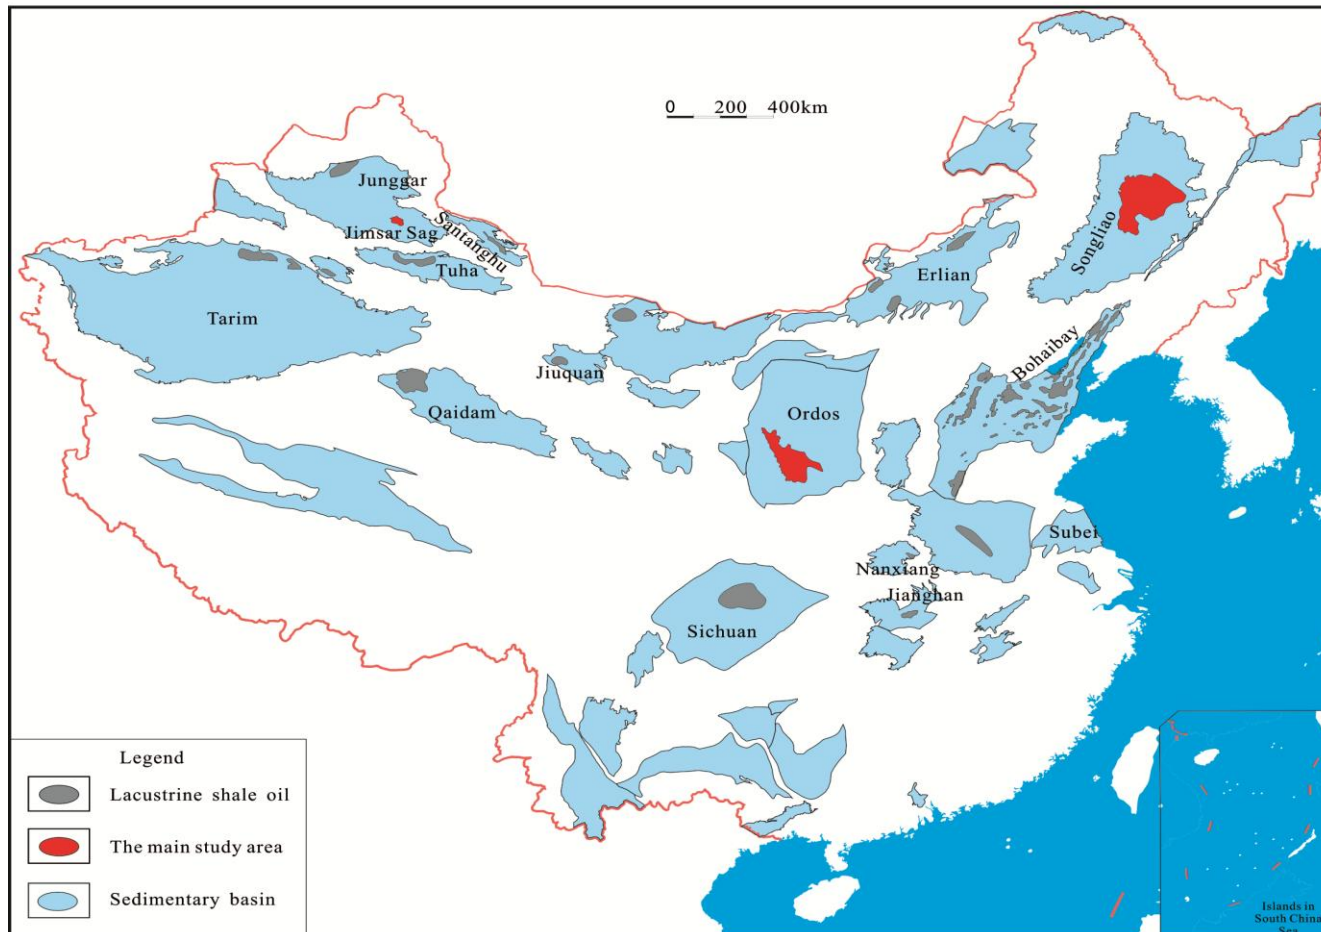 0 200 400km
Junggar
Jimsar Sag
Santanghu
Tuha
Tarim
Songliao
Erlian
Bohaibay
Jiuquan
Qaidam
Ordos
Subei
Nanxiang
Jianghan
Sichuan
Legend
Lacustrine shale oil
The main study area
Sedimentary basin
Islands in
South China
Sea